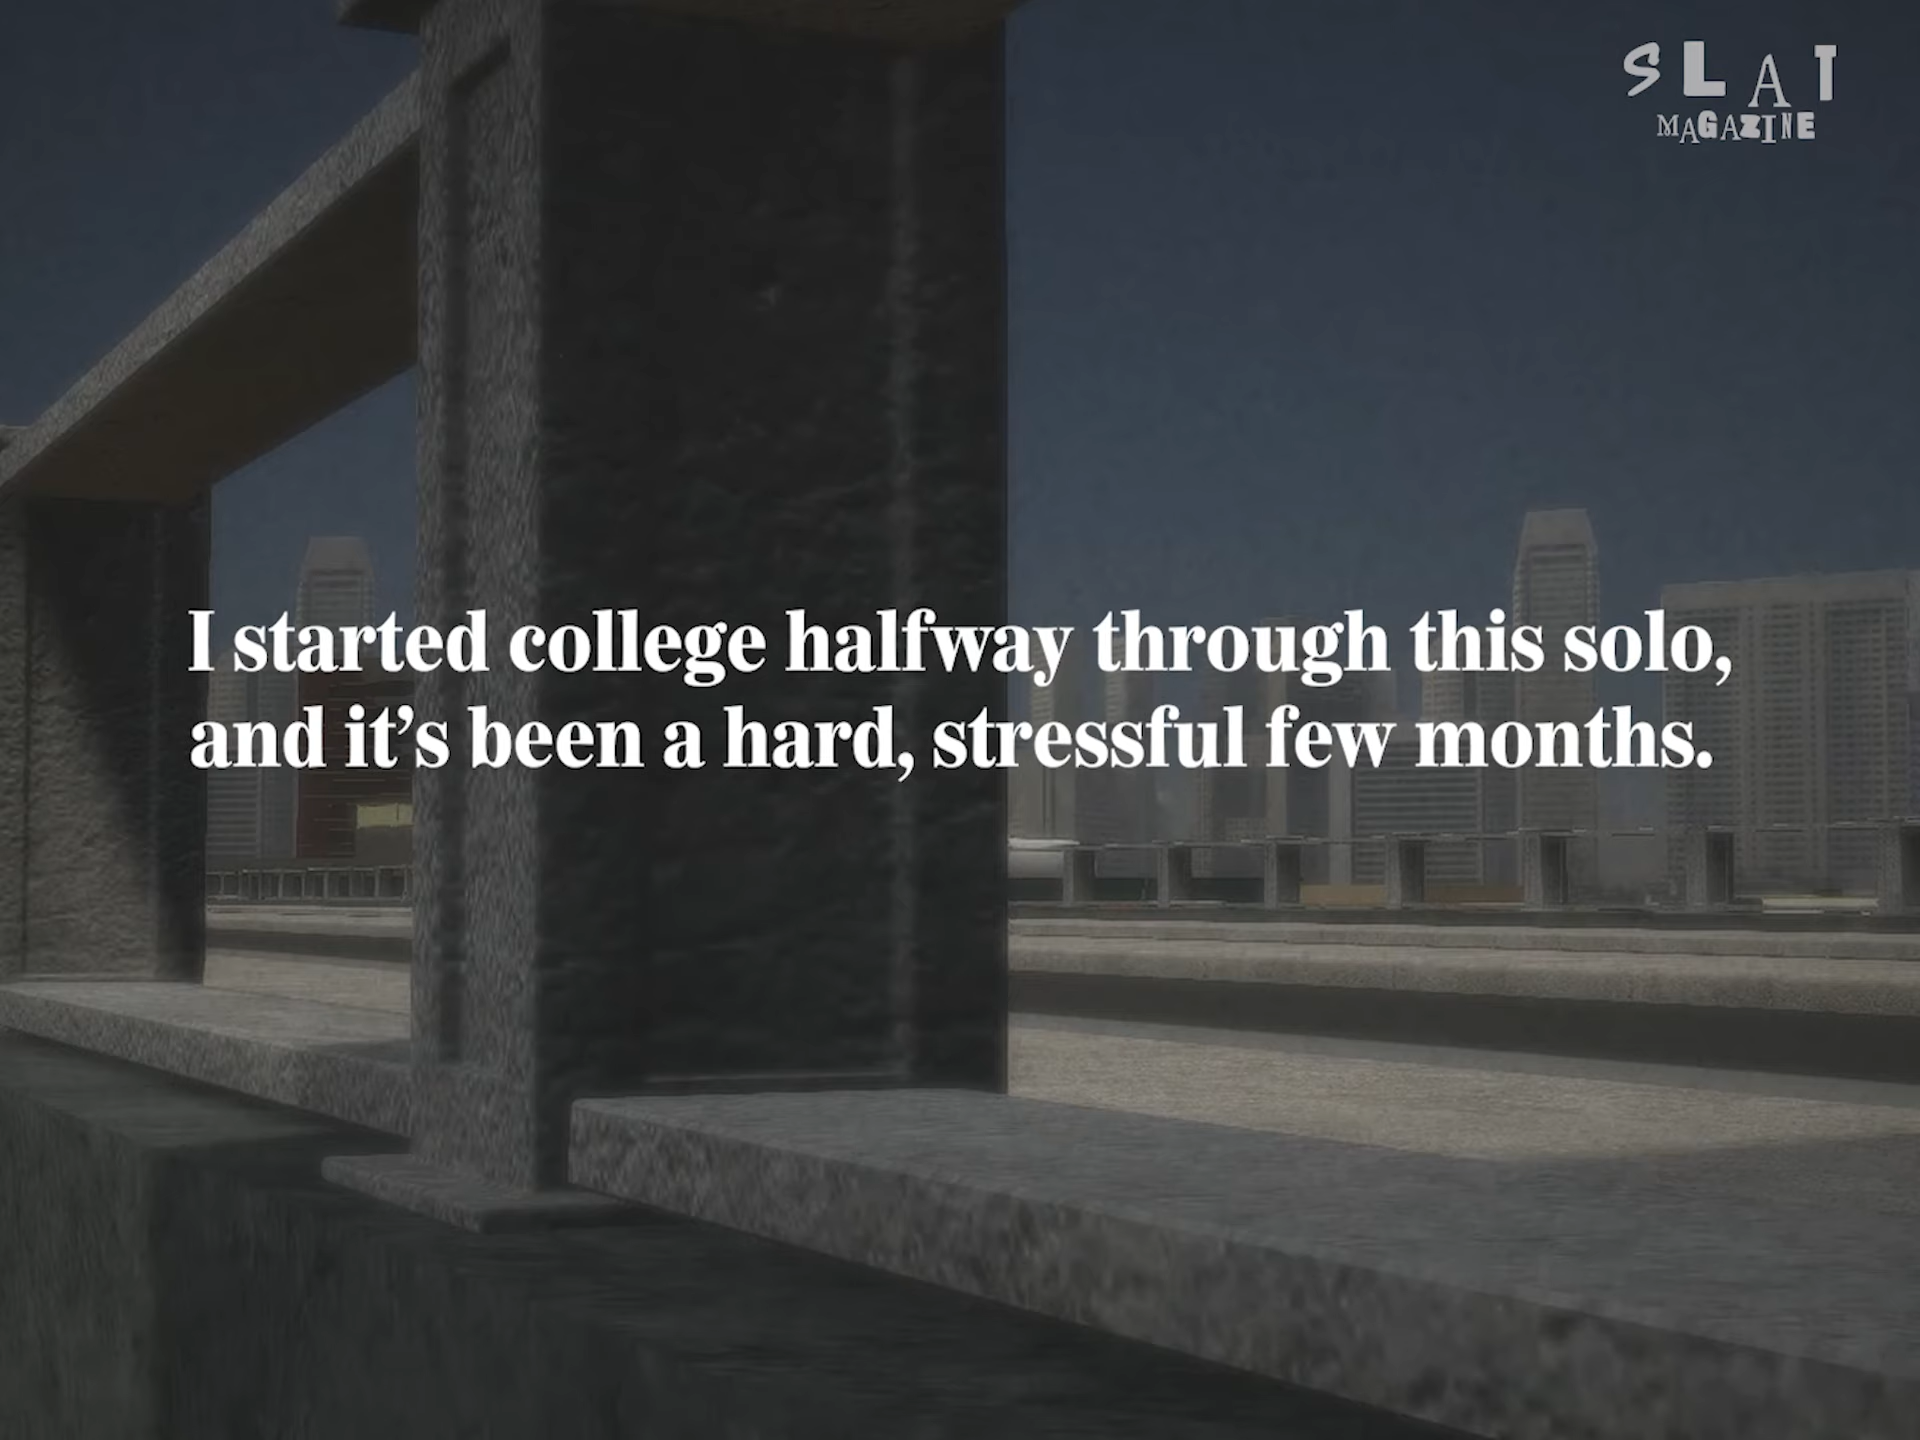 SLAT
MAGAZINE
I started college halfway through this solo,
and it’s been a hard, stressful few months.